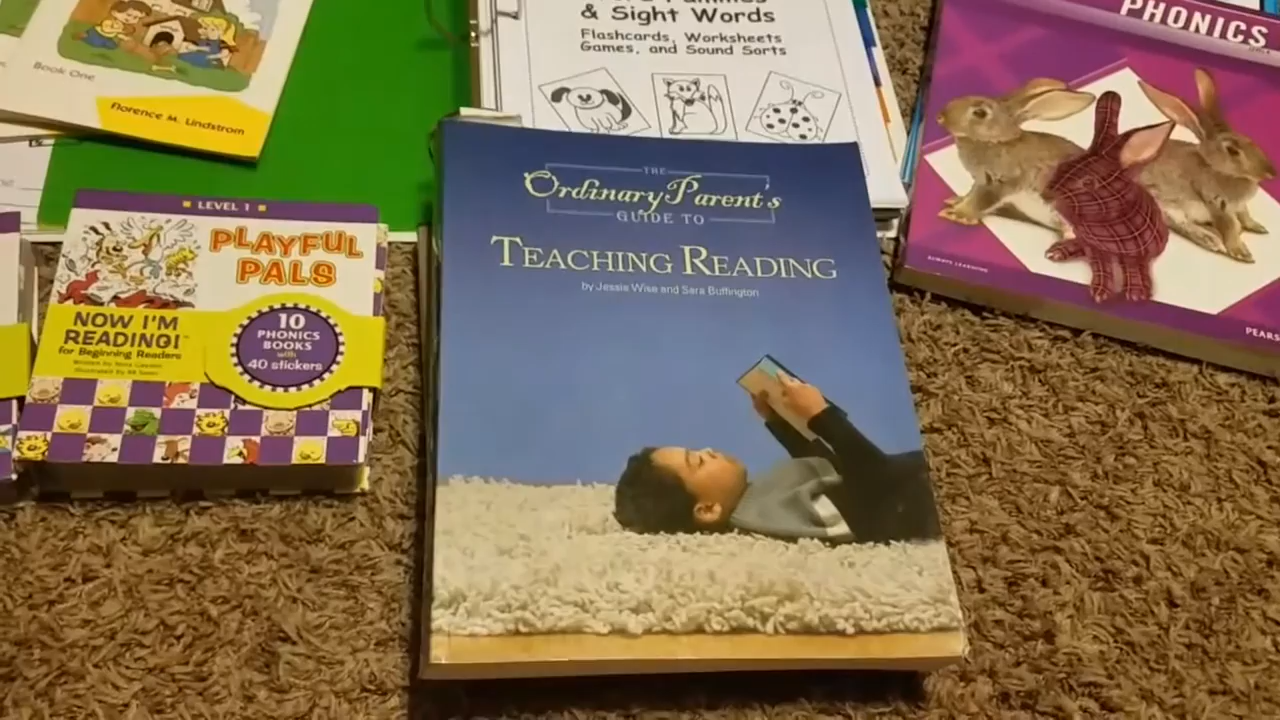 Book One
Florence M. Lindstrom
& Sight Words
Flashcards, Worksheets
Games, and Sound Sorts
PHONICS
ALWAYS LEARNING
LEVEL 1
PLAYFUL
PALS
NOW I'M
READING!™
for Beginning Readers
10
PHONICS
BOOKS
with
40 stickers
THE
Ordinary Parent's
GUIDE TO
TEACHING READING
by Jessie Wise and Sara Buffington